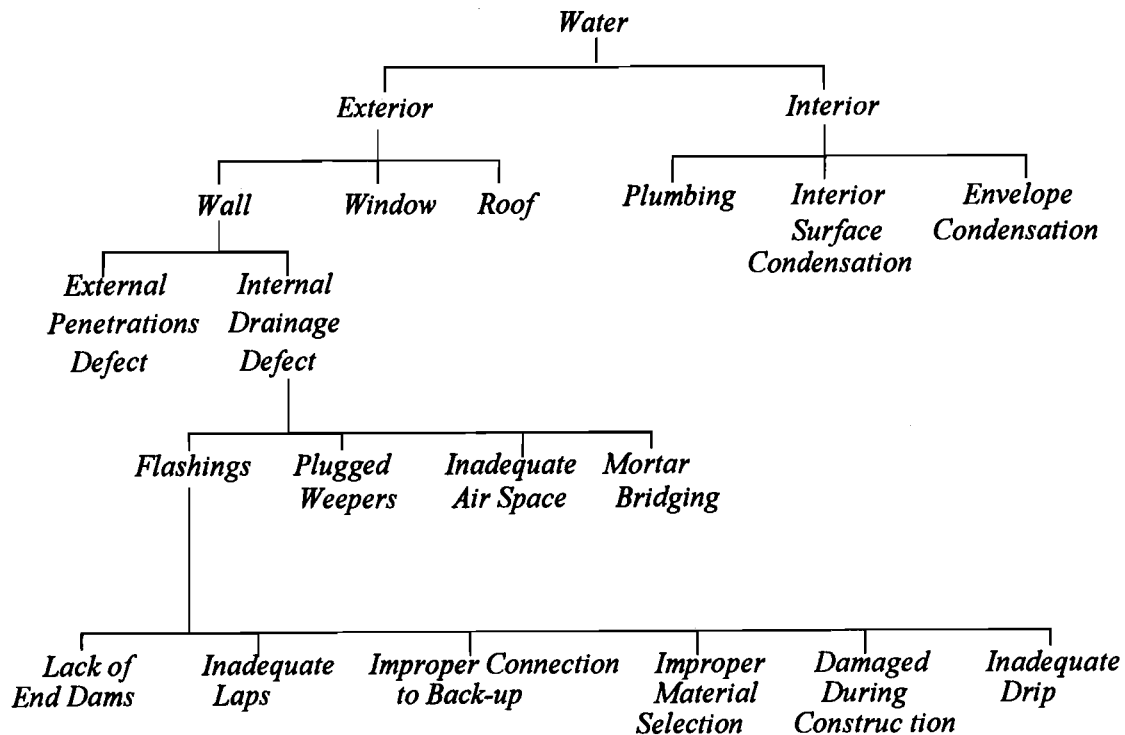 Water
Exterior
Interior
Wall
Window
Roof
Plumbing
Interior
Surface
Condensation
Envelope
Condensation
External
Penetrations
Defect
Internal
Drainage
Defect
Flashings
Plugged
Weepers
Inadequate
Air Space
Mortar
Bridging
Lack of
End Dams
Inadequate
Laps
Improper Connection
to Back-up
Improper
Material
Selection
Damaged
During
Construc tion
Inadequate
Drip